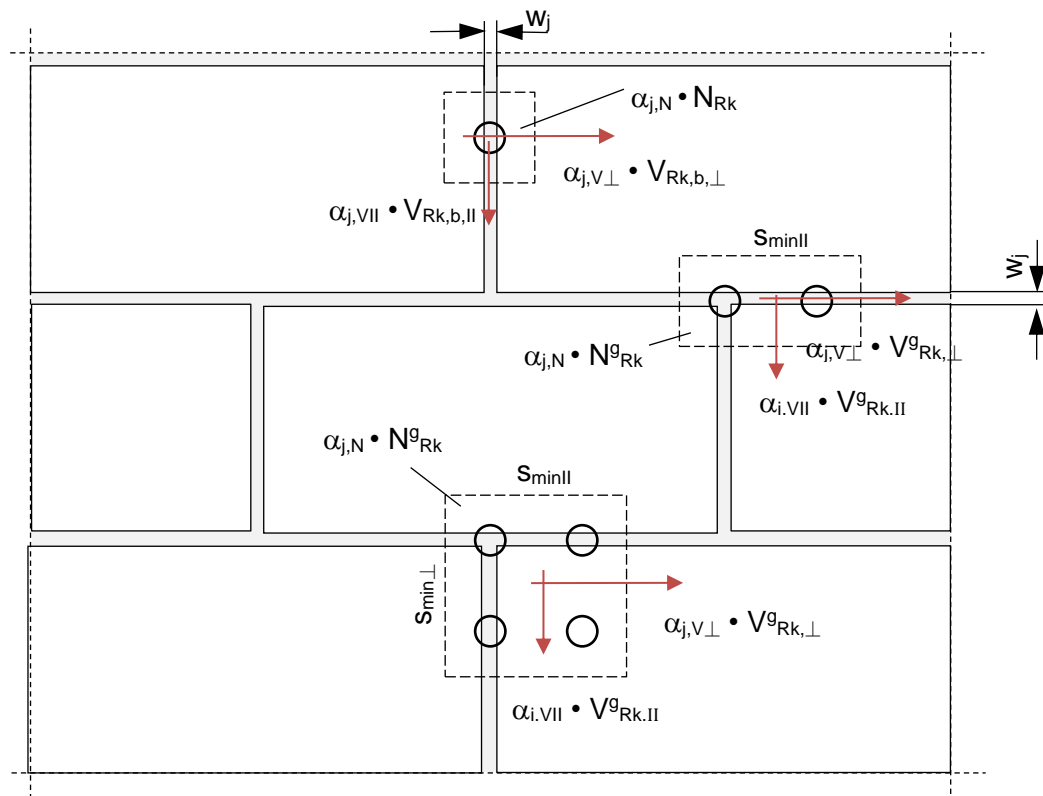 wj
αj,N • NRk
αj,V⊥ • VRk,b,⊥
αj,VII • VRk,b,II
sminII
wj
αj,N • NgRk
αj,V⊥ • VgRk,⊥
αi.VII • VgRk.II
αj,N • NgRk
sminII
smin⊥
αj,V⊥ • VgRk,⊥
αi.VII • VgRk.II